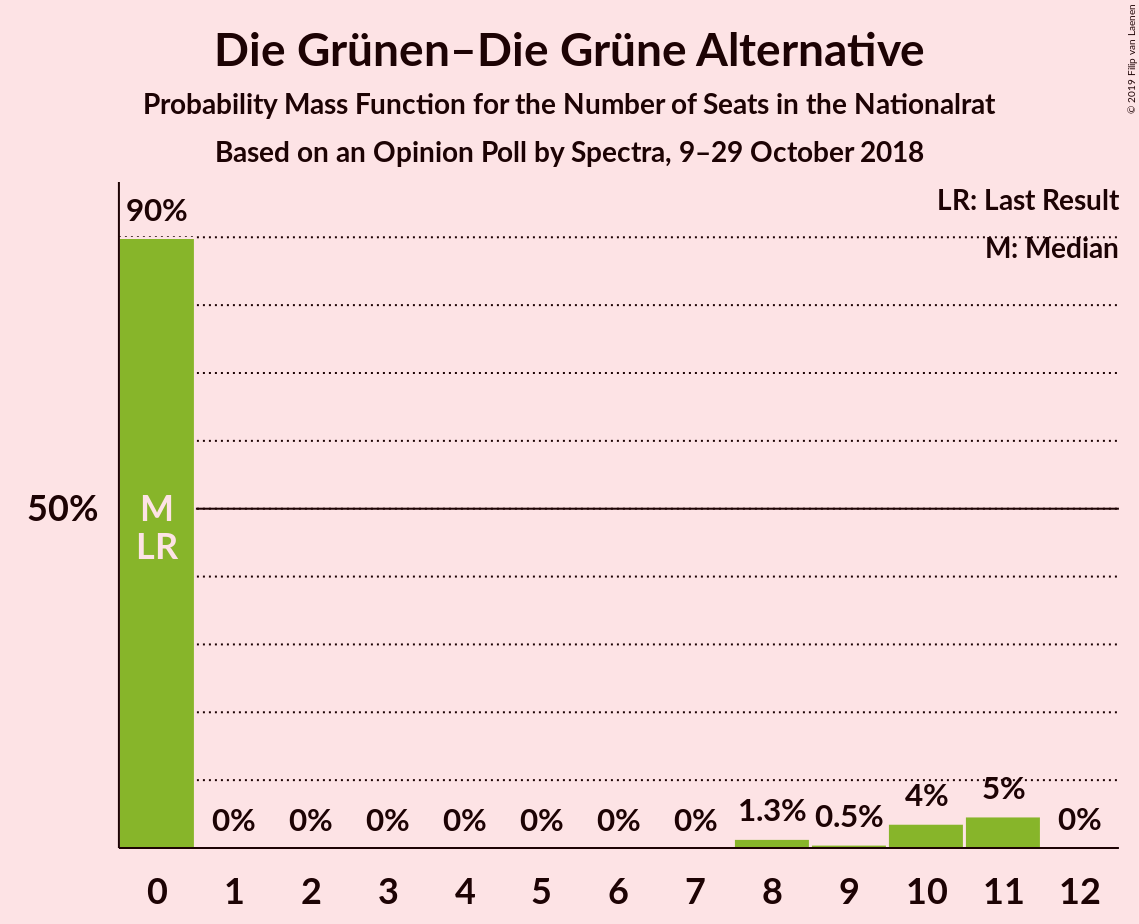 Die Grünen–Die Grüne Alternative
Probability Mass Function for the Number of Seats in the Nationalrat
Based on an Opinion Poll by Spectra, 9–29 October 2018
© 2019 Filip van Laenen
LR: Last Result
M: Median
90%
50%
M
LR
0% 0% 0% 0% 0% 0% 0% 1.3% 0.5% 4% 5% 0%
0 1 2 3 4 5 6 7 8 9 10 11 12